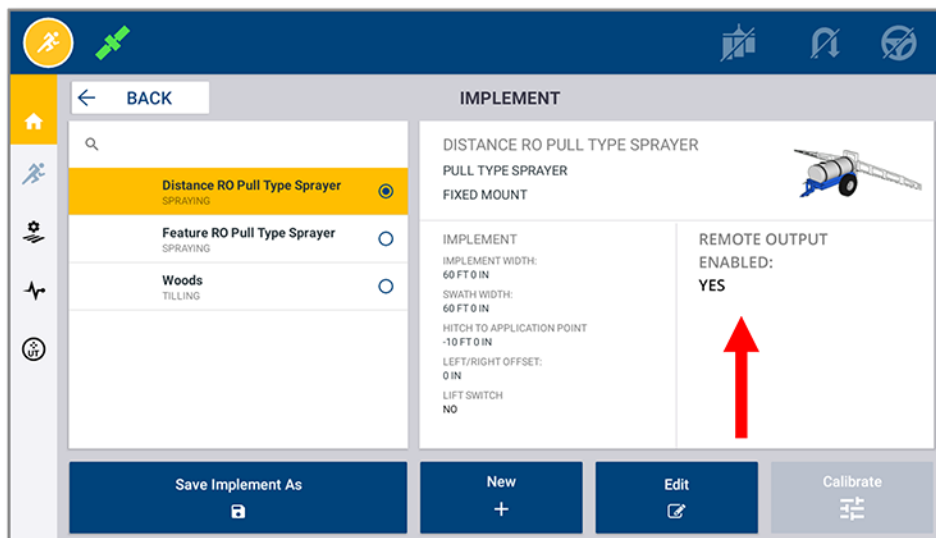 BACK
IMPLEMENT
Distance RO Pull Type Sprayer
SPRAYING
Feature RO Pull Type Sprayer
SPRAYING
Woods
TILLING
DISTANCE RO PULL TYPE SPRAYER
PULL TYPE SPRAYER
FIXED MOUNT
IMPLEMENT
IMPLEMENT WIDTH:
60 FT 0 IN
SWATH WIDTH:
60 FT 0 IN
HITCH TO APPLICATION POINT
-10 FT 0 IN
LEFT/RIGHT OFFSET:
0 IN
LIFT SWITCH
NO
REMOTE OUTPUT
ENABLED:
YES
UT
Save Implement As
New
Edit
Calibrate